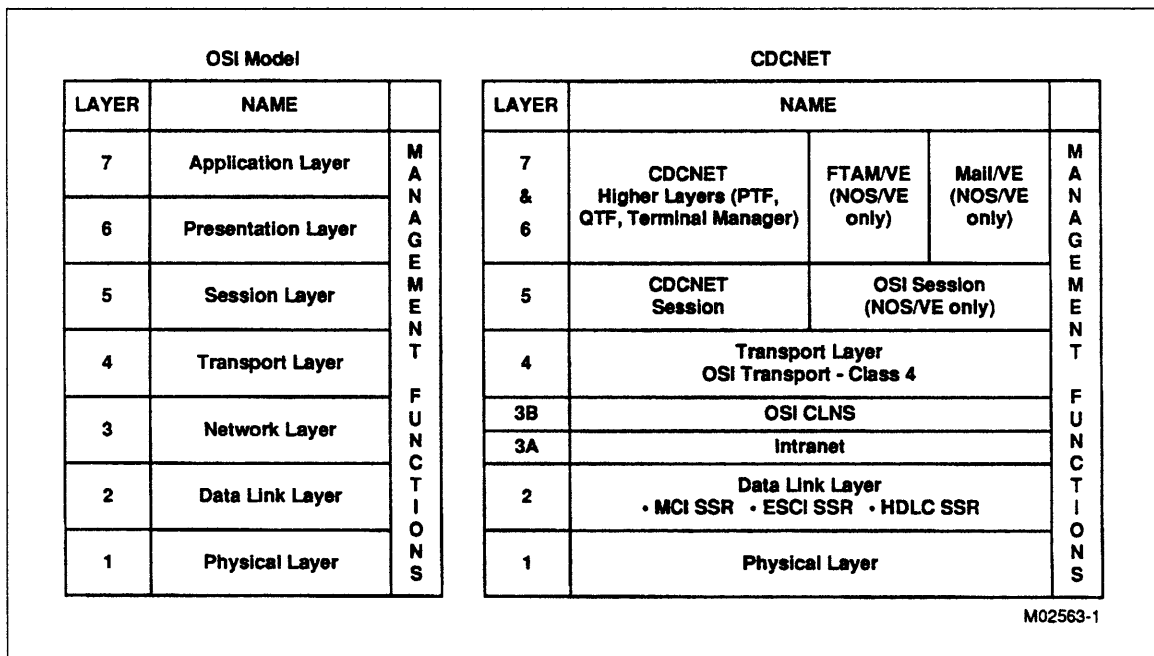 OSI Model
LAYER NAME
7 Application Layer
6 Presentation Layer
5 Session Layer
4 Transport Layer
3 Network Layer
2 Data Link Layer
1 Physical Layer
MANAGEMENT FUNCTIONS
CDCNET
LAYER NAME
7
&
6
CDCNET
Higher Layers (PTF,
QTF, Terminal Manager)
FTAM/VE
(NOS/VE
only)
Mail/VE
(NOS/VE
only)
5
CDCNET
Session
OSI Session
(NOS/VE only)
4
Transport Layer
OSI Transport - Class 4
3B OSI CLNS
3A Intranet
2
Data Link Layer
• MCI SSR • ESCI SSR • HDLC SSR
1 Physical Layer
MANAGEMENT FUNCTIONS
M02563-1